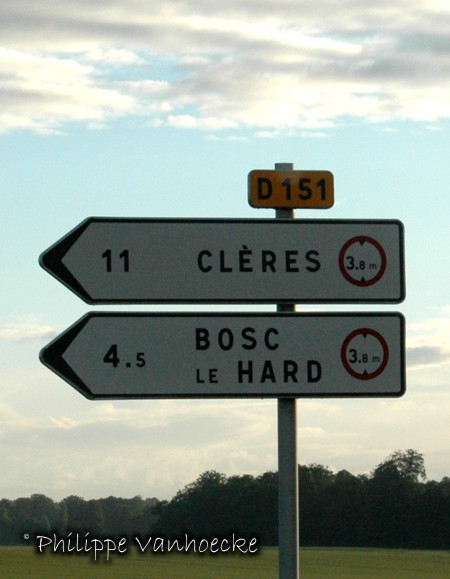 D 151
11 CLÈRES 3.8 m
4.5 BOSC
LE HARD 3.8 m
© Philippe Vanhoecke